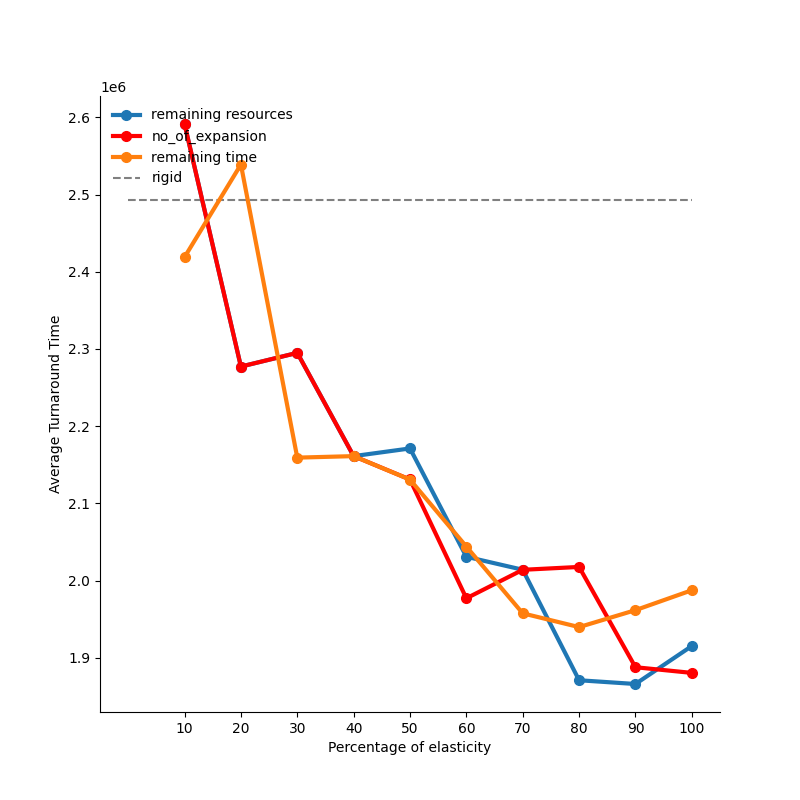 1e6
remaining resources
no_of_expansion
remaining time
rigid
2.6
2.5
2.4
2.3
2.2
2.1
2.0
1.9
Average Turnaround Time
10 20 30 40 50 60 70 80 90 100
Percentage of elasticity